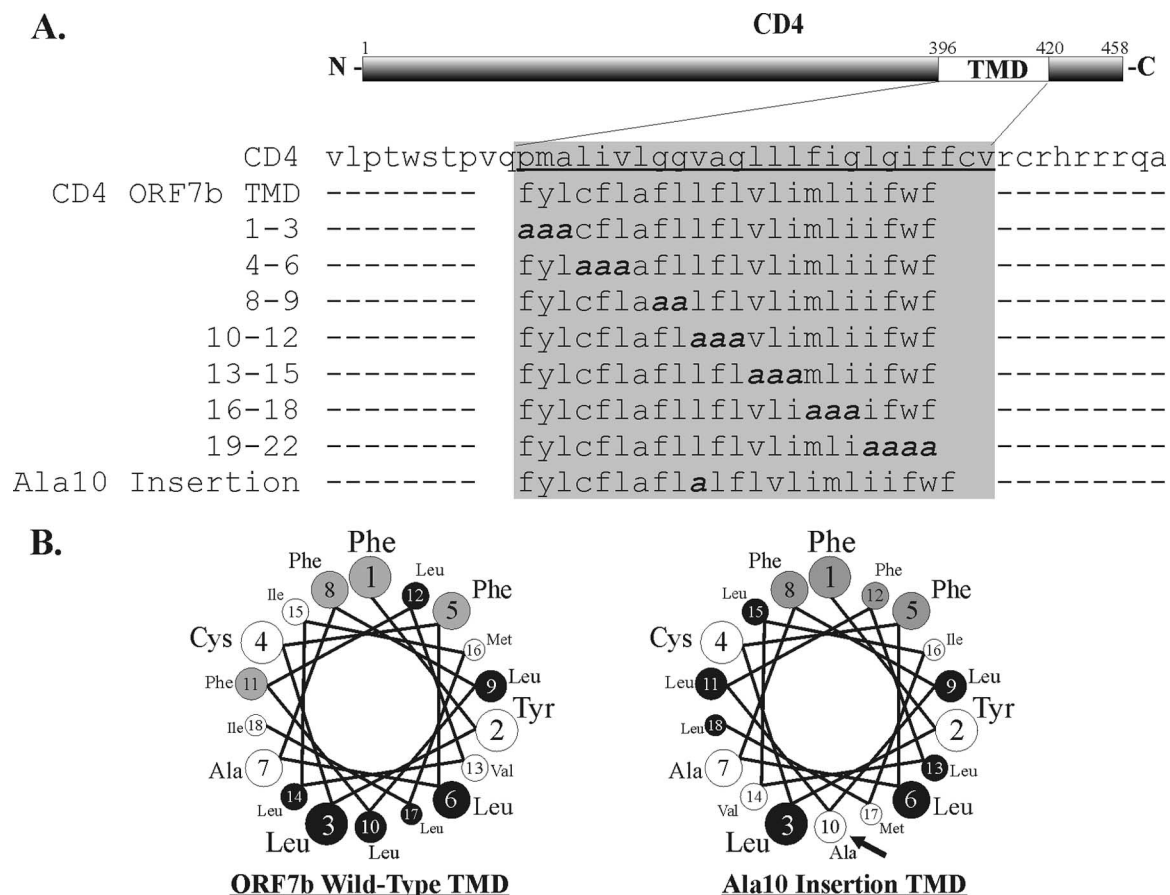 A.
CD4
1 396 420 458
N - TMD -C
CD4 vlptwstpvqpmalivlggvaglllfiglgiffcvrcrhrrrqa
CD4 ORF7b TMD -------- fylcflafllflvlimliifwf ---------
1-3 -------- aaacflafllflvlimliifwf ---------
4-6 -------- fylaaaafllflvlimliifwf ---------
8-9 -------- fylcflaaalflvlimliifwf ---------
10-12 -------- fylcflaflaaavlimliifwf ---------
13-15 -------- fylcflafllflaaamliifwf ---------
16-18 -------- fylcflafllflvliaaaifwf ---------
19-22 -------- fylcflafllflvlimliaaaa ---------
Ala10 Insertion -------- fylcflaflalflvlimliifwf ---------
B.
Phe 1
Leu 12
Phe 5
Met 16
Leu 9
Tyr 2
Val 13
Leu 6
Leu 17
Leu 10
Leu 3
Leu 14
Ala 7
Ile 18
Phe 11
Cys 4
Ile 15
Phe 8
ORF7b Wild-Type TMD
Phe 1
Phe 12
Phe 5
Ile 16
Leu 9
Tyr 2
Leu 13
Leu 6
Met 17
Ala 10
Leu 3
Val 14
Ala 7
Leu 18
Leu 11
Cys 4
Leu 15
Phe 8
Ala10 Insertion TMD